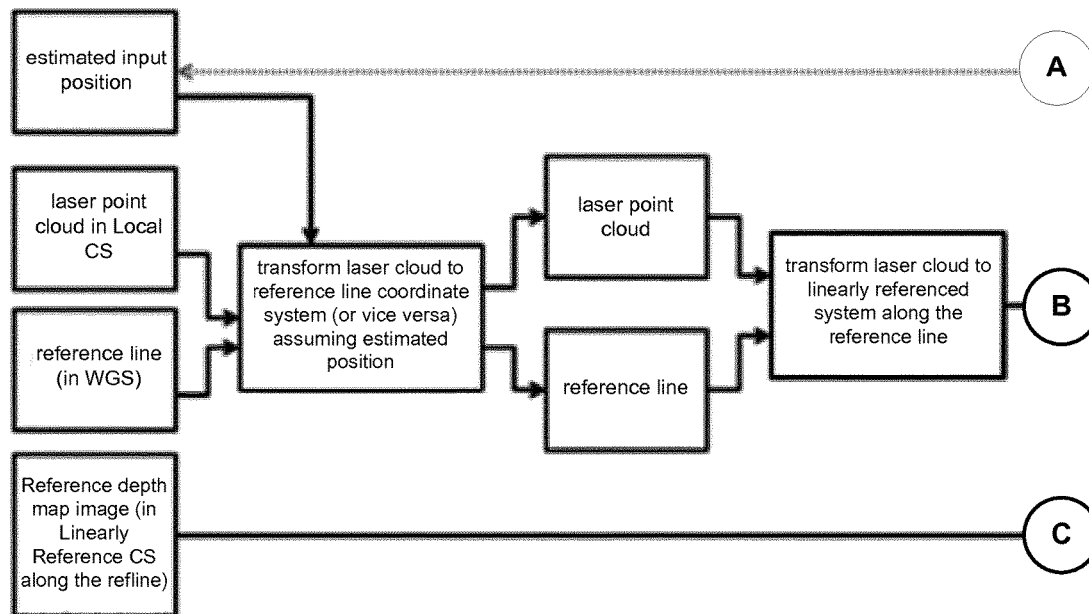 estimated input
position
A
laser point
cloud in Local
CS
reference line
(in WGS)
transform laser cloud to
reference line coordinate
system (or vice versa)
assuming estimated
position
laser point
cloud
reference line
transform laser cloud to
linearly referenced
system along the
reference line
B
Reference depth
map image (in
Linearly
Reference CS
along the refline)
C